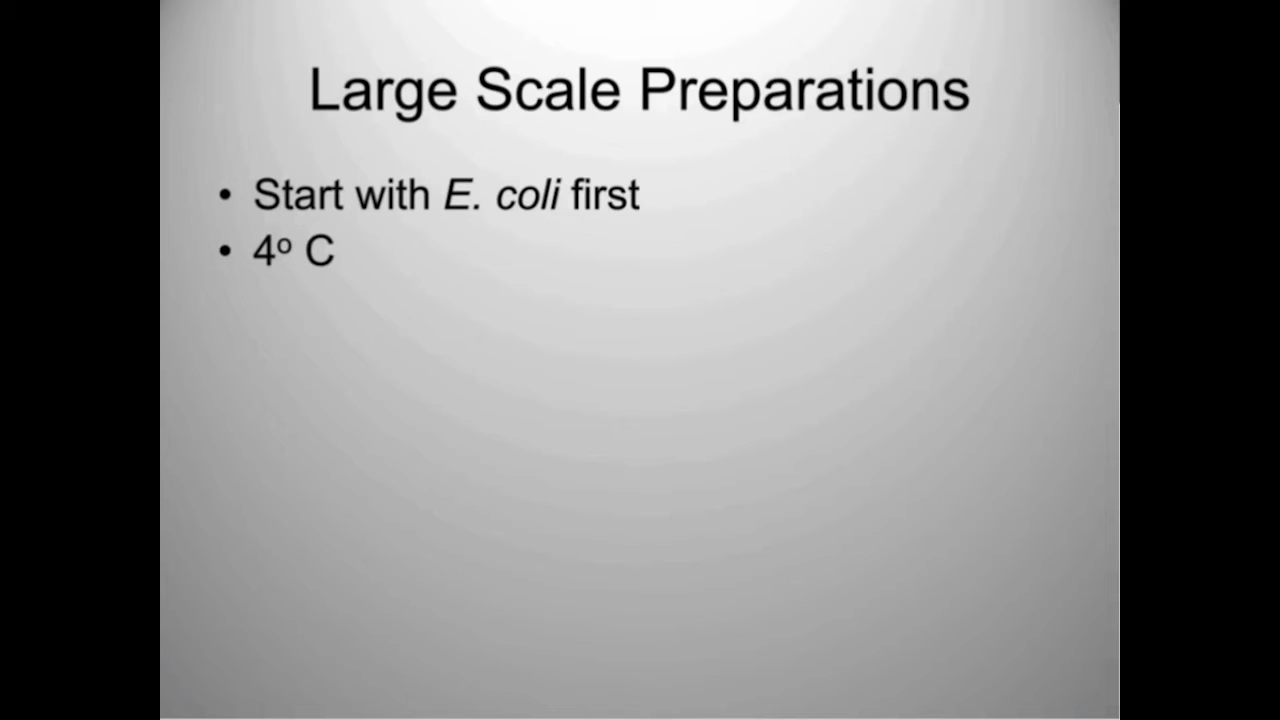 Large Scale Preparations
• Start with E. coli first
• 4º C